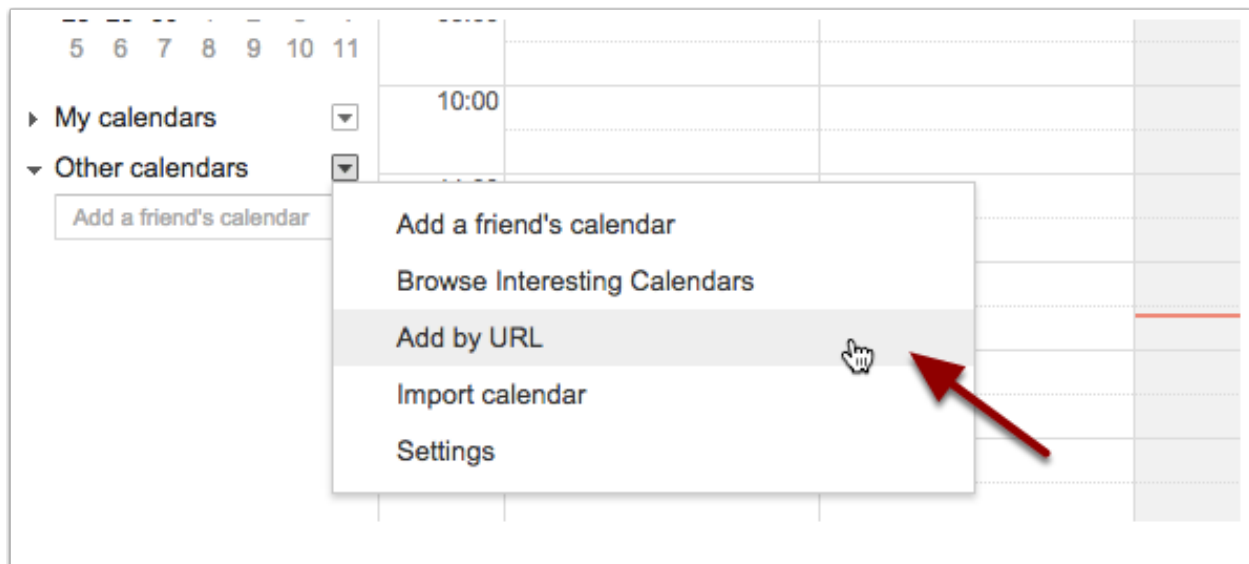 5 6 7 8 9 10 11
10:00
My calendars
Other calendars
Add a friend's calendar
Add a friend's calendar
Browse Interesting Calendars
Add by URL
Import calendar
Settings